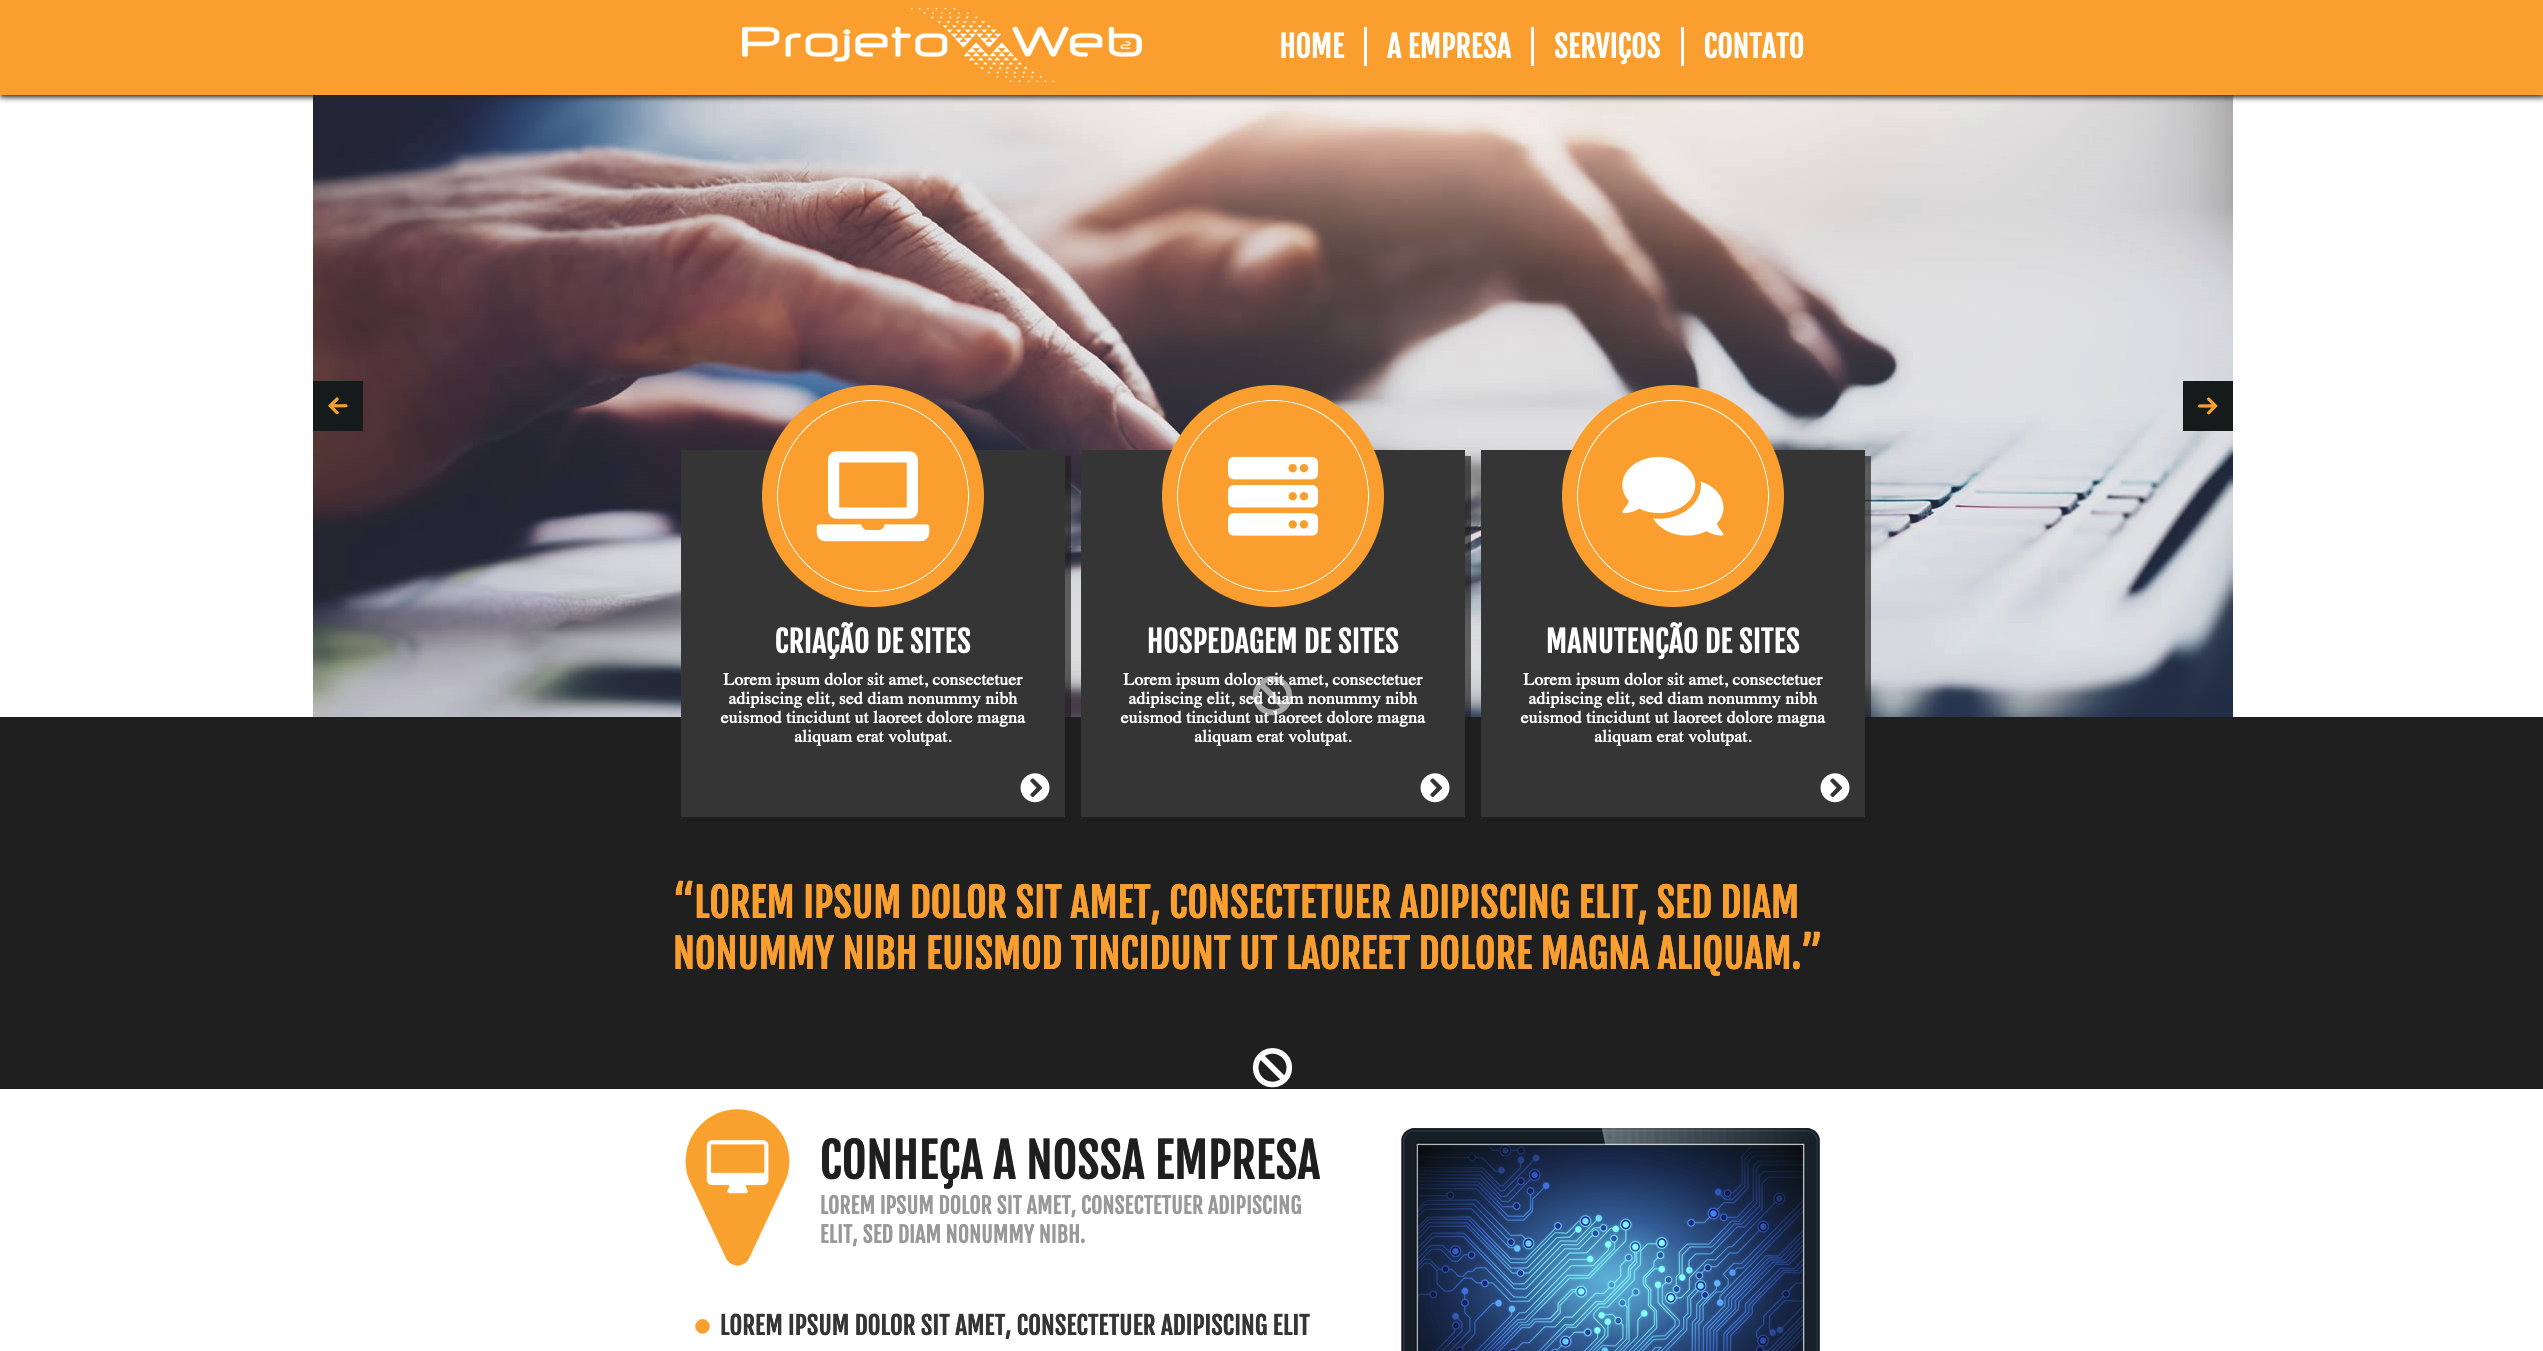 Projeto Web 2
HOME A EMPRESA SERVIÇOS CONTATO
CRIAÇÃO DE SITES
Lorem ipsum dolor sit amet, consectetuer
adipiscing elit, sed diam nonummy nibh
euismod tincidunt ut laoreet dolore magna
aliquam erat volutpat.
HOSPEDAGEM DE SITES
Lorem ipsum dolor sit amet, consectetuer
adipiscing elit, sed diam nonummy nibh
euismod tincidunt ut laoreet dolore magna
aliquam erat volutpat.
MANUTENÇÃO DE SITES
Lorem ipsum dolor sit amet, consectetuer
adipiscing elit, sed diam nonummy nibh
euismod tincidunt ut laoreet dolore magna
aliquam erat volutpat.
“LOREM IPSUM DOLOR SIT AMET, CONSECTETUER ADIPISCING ELIT, SED DIAM
NONUMMY NIBH EUISMOD TINCIDUNT UT LAOREET DOLORE MAGNA ALIQUAM.”
CONHEÇA A NOSSA EMPRESA
LOREM IPSUM DOLOR SIT AMET, CONSECTETUER ADIPISCING
ELIT, SED DIAM NONUMMY NIBH.
LOREM IPSUM DOLOR SIT AMET, CONSECTETUER ADIPISCING ELIT